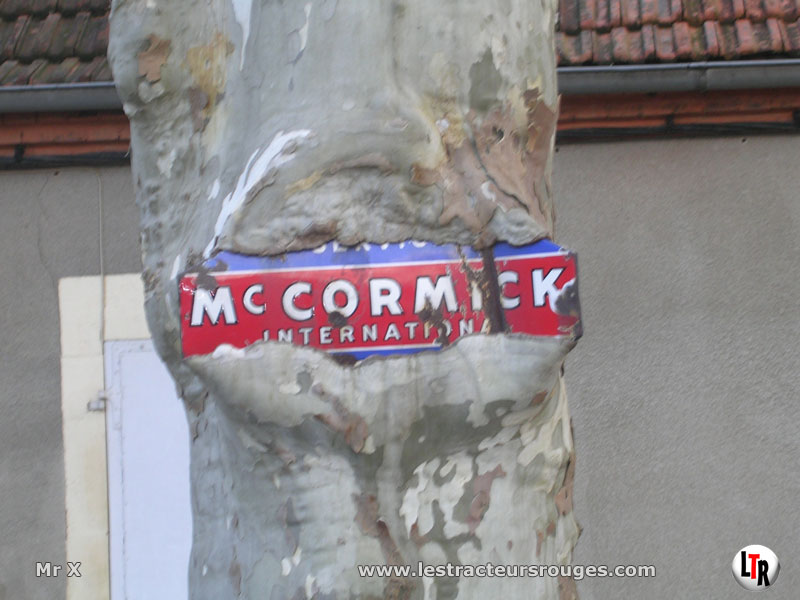 McCORMICK
INTERNATIONA
Mr X
www.lestracteursrouges.com
LTR